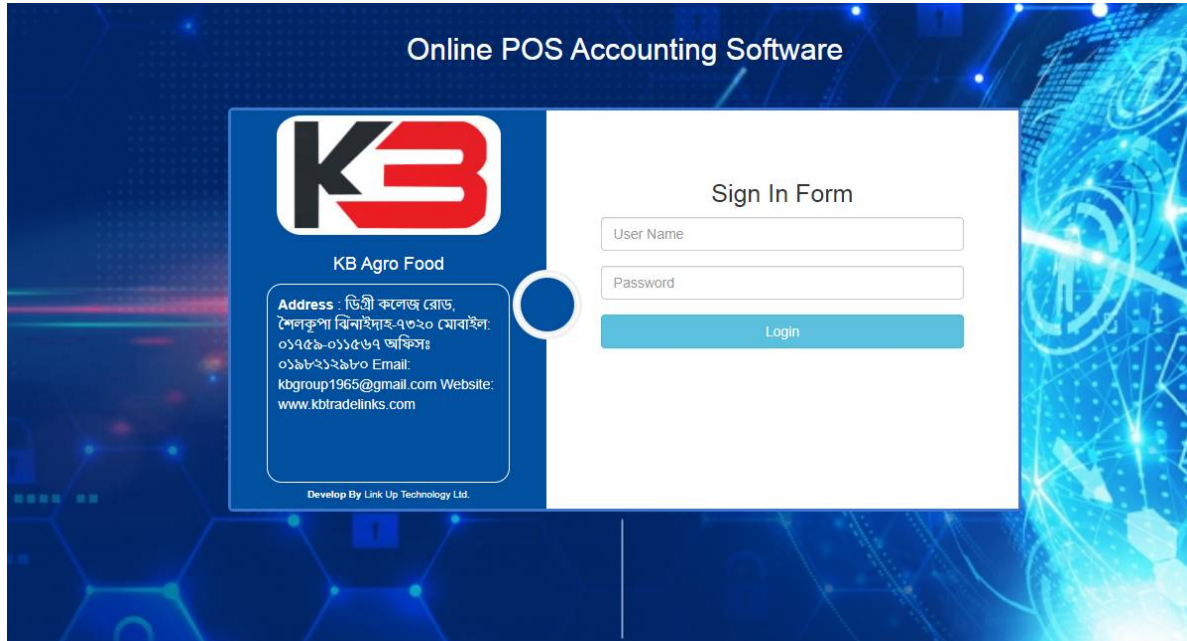 Online POS Accounting Software
KB
KB Agro Food
Address : ডিগ্রী কলেজ রোড,
শৈলকূপা ঝিনাইদাহ-৭৩২০ মোবাইল:
০১৭৫৯-০১১৫৬৭ অফিসঃ
০১৯৮২১২৯৮০ Email:
kbgroup1965@gmail.com Website:
www.kbtradelinks.com
Develop By Link Up Technology Ltd.
Sign In Form
User Name
Password
Login